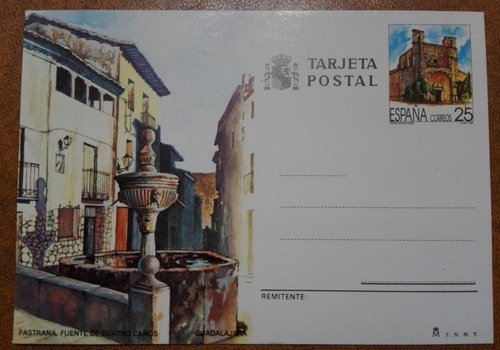 TARJETA
POSTAL
ESPAÑA CORREOS 25
REMITENTE:
PASTRANA, FUENTE DE CUATRO CAÑOS GUADALAJARA
F. N. M. T.